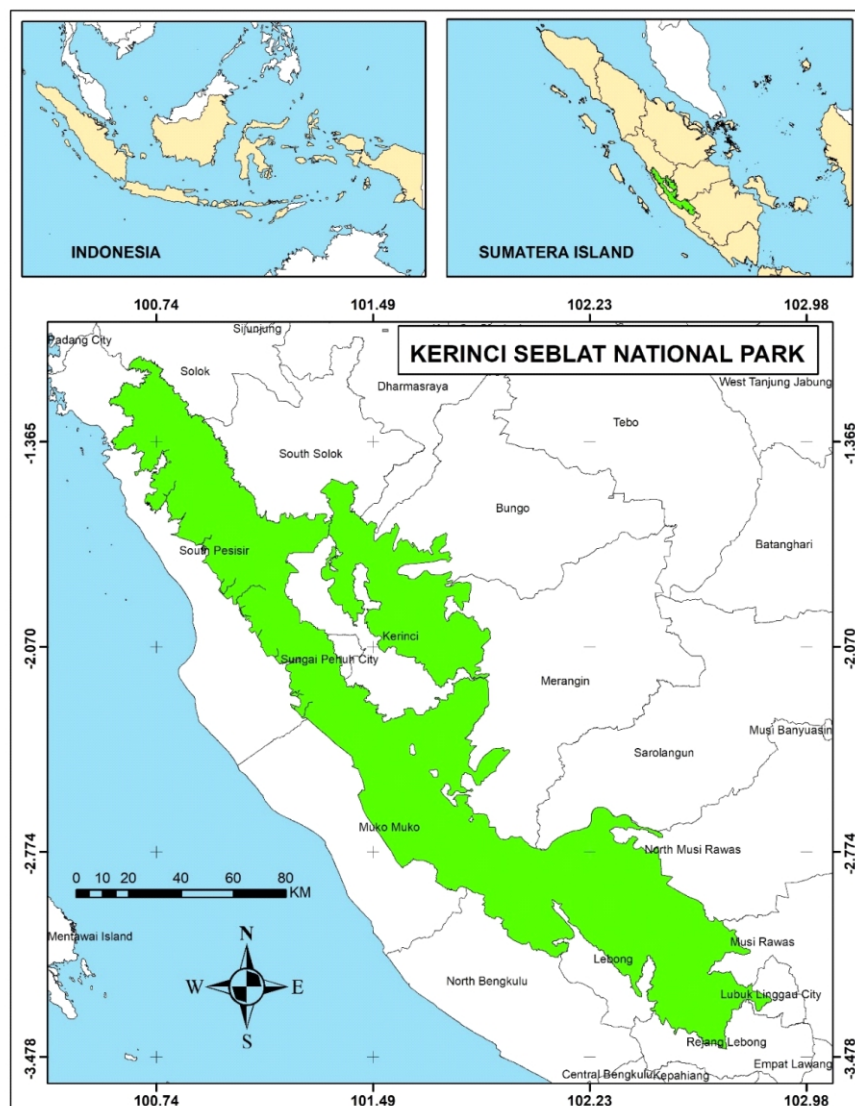 INDONESIA
SUMATERA ISLAND
100.74
101.49
102.23
102.98
KERINCI SEBLAT NATIONAL PARK
Padang City
Sijunjung
Solok
Dharmasraya
West Tanjung Jabung
-1.365
-1.365
Tebo
South Solok
Bungo
Batanghari
South Pesisir
-2.070
-2.070
Kerinci
Sungai Penuh City
Merangin
Musi Banyuasin
Sarolangun
Muko Muko
-2.774
-2.774
North Musi Rawas
0
20
40
60
80
KM
Mentawai Island
N
W
E
S
Musi Rawas
Lebong
North Bengkulu
Lubuk Linggau City
Rejang Lebong
-3.478
-3.478
Empat Lawang
Central Bengkulu
Kepahiang
100.74
101.49
102.23
102.98